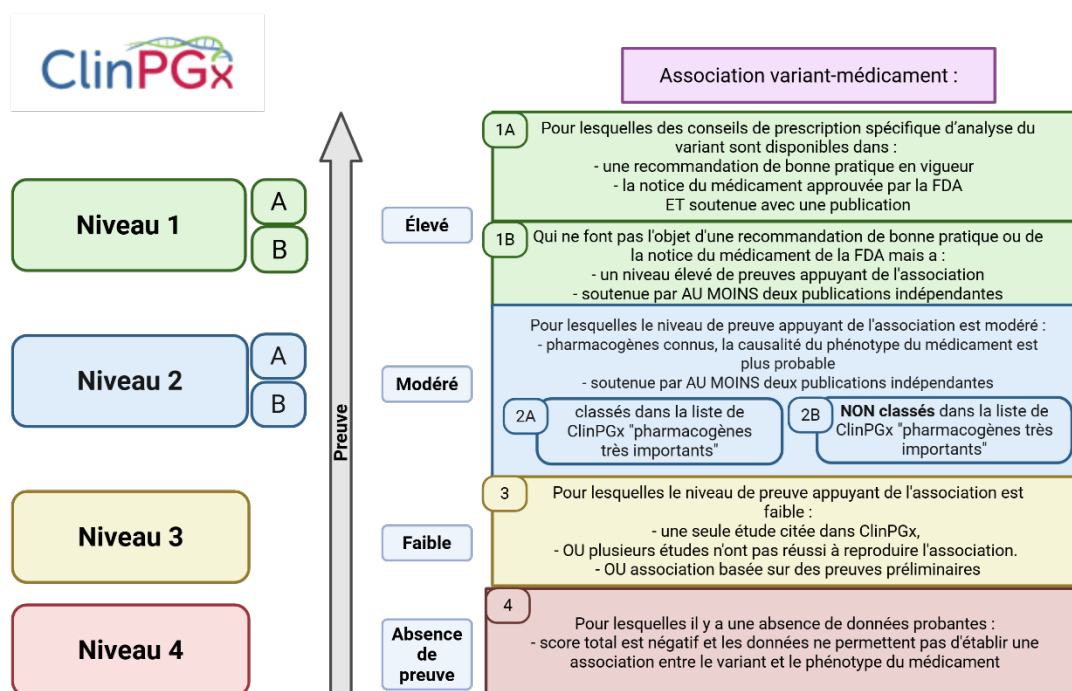 ClinPGx
Association variant-médicament :
Niveau 1
A
B
Niveau 2
A
B
Niveau 3
Niveau 4
Preuve
Élevé
Modéré
Faible
Absence
de
preuve
1A
Pour lesquelles des conseils de prescription spécifique d'analyse du
variant sont disponibles dans :
- une recommandation de bonne pratique en vigueur
- la notice du médicament approuvée par la FDA
ET soutenue avec une publication
1B
Qui ne font pas l'objet d'une recommandation de bonne pratique ou de
la notice du médicament de la FDA mais a :
- un niveau élevé de preuves appuyant de l'association
- soutenue par AU MOINS deux publications indépendantes
Pour lesquelles le niveau de preuve appuyant de l'association est modéré :
- pharmacogènes connus, la causalité du phénotype du médicament est
plus probable
- soutenue par AU MOINS deux publications indépendantes
2A
classés dans la liste de
ClinPGx "pharmacogènes
très importants"
2B
NON classés dans la liste de
ClinPGx "pharmacogènes
très importants"
3
Pour lesquelles le niveau de preuve appuyant de l'association est
faible :
- une seule étude citée dans ClinPGx,
- OU plusieurs études n'ont pas réussi à reproduire l'association.
- OU association basée sur des preuves préliminaires
4
Pour lesquelles il y a une absence de données probantes :
- score total est négatif et les données ne permettent pas d'établir une
association entre le variant et le phénotype du médicament